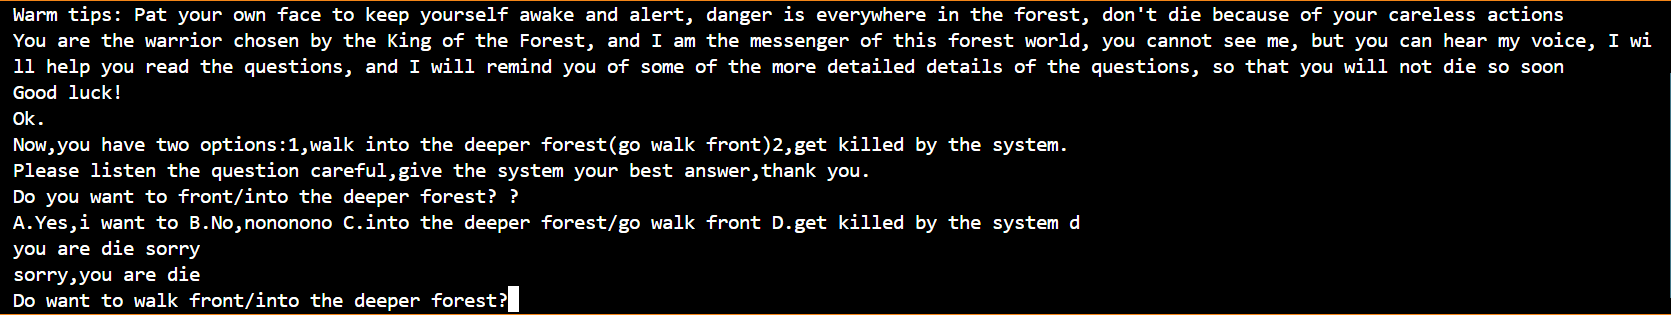 Warm tips: Pat your own face to keep yourself awake and alert, danger is everywhere in the forest, don't die because of your careless actions
You are the warrior chosen by the King of the Forest, and I am the messenger of this forest world, you cannot see me, but you can hear my voice, I wi
ll help you read the questions, and I will remind you of some of the more detailed details of the questions, so that you will not die so soon
Good luck!
Ok.
Now,you have two options:1,walk into the deeper forest(go walk front)2,get killed by the system.
Please listen the question careful,give the system your best answer,thank you.
Do you want to front/into the deeper forest? ?
A.Yes,i want to B.No,nononono C.into the deeper forest/go walk front D.get killed by the system d
you are die sorry
sorry,you are die
Do want to walk front/into the deeper forest?